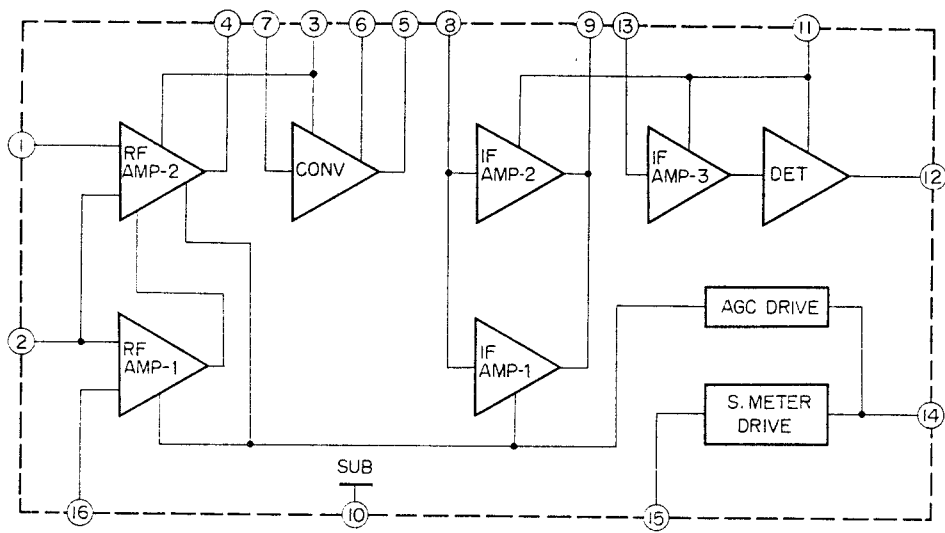 4 7 3 6 5 8 9 13 11
1
RF
AMP-2
CONV
IF
AMP-2
IF
AMP-3
DET
12
2
RF
AMP-1
IF
AMP-1
AGC DRIVE
S. METER
DRIVE
14
SUB
16
10
15